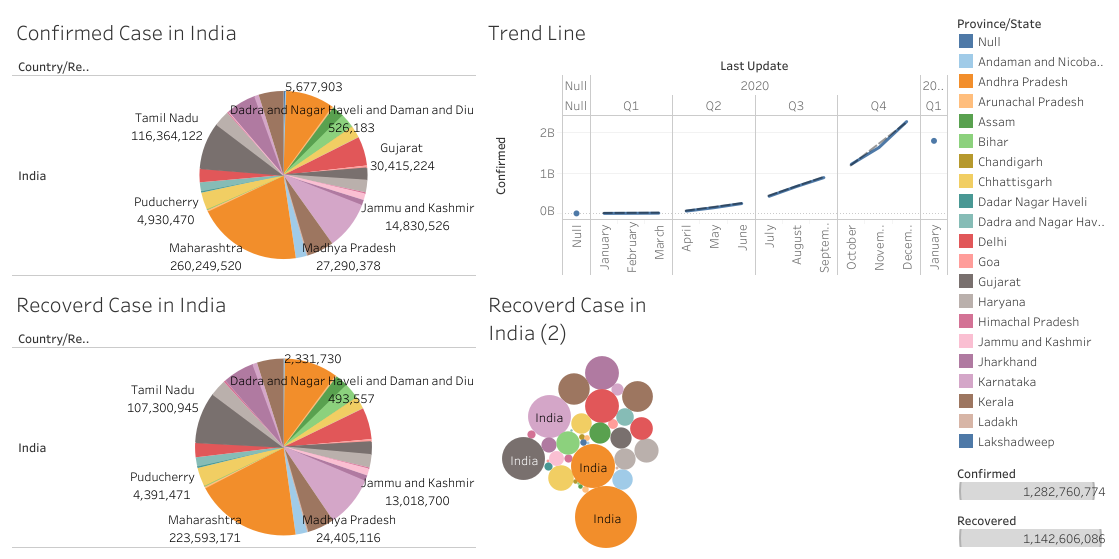 Confirmed Case in India
Country/Re..
India
5,677,903
Dadra and Nagar Haveli and Daman and Diu
526,183
Tamil Nadu
116,364,122
Gujarat
30,415,224
Puducherry
4,930,470
Jammu and Kashmir
14,830,526
Maharashtra
260,249,520
Madhya Pradesh
27,290,378
Trend Line
Last Update
Null
2020
20..
Null
Q1
Q2
Q3
Q4
Q1
Confirmed
2B
1B
0B
Null
January
February
March
April
May
June
July
August
Septem..
October
Novem..
Decem..
January
Recoverd Case in India
Country/Re..
India
2,331,730
Dadra and Nagar Haveli and Daman and Diu
493,557
Tamil Nadu
107,300,945
Puducherry
4,391,471
Jammu and Kashmir
13,018,700
Maharashtra
223,593,171
Madhya Pradesh
24,405,116
Recoverd Case in
India (2)
India
India
India
India
Province/State
Null
Andaman and Nicoba..
Andhra Pradesh
Arunachal Pradesh
Assam
Bihar
Chandigarh
Chhattisgarh
Dadar Nagar Haveli
Dadra and Nagar Hav..
Delhi
Goa
Gujarat
Haryana
Himachal Pradesh
Jammu and Kashmir
Jharkhand
Karnataka
Kerala
Ladakh
Lakshadweep
Confirmed
1,282,760,774
Recovered
1,142,606,086